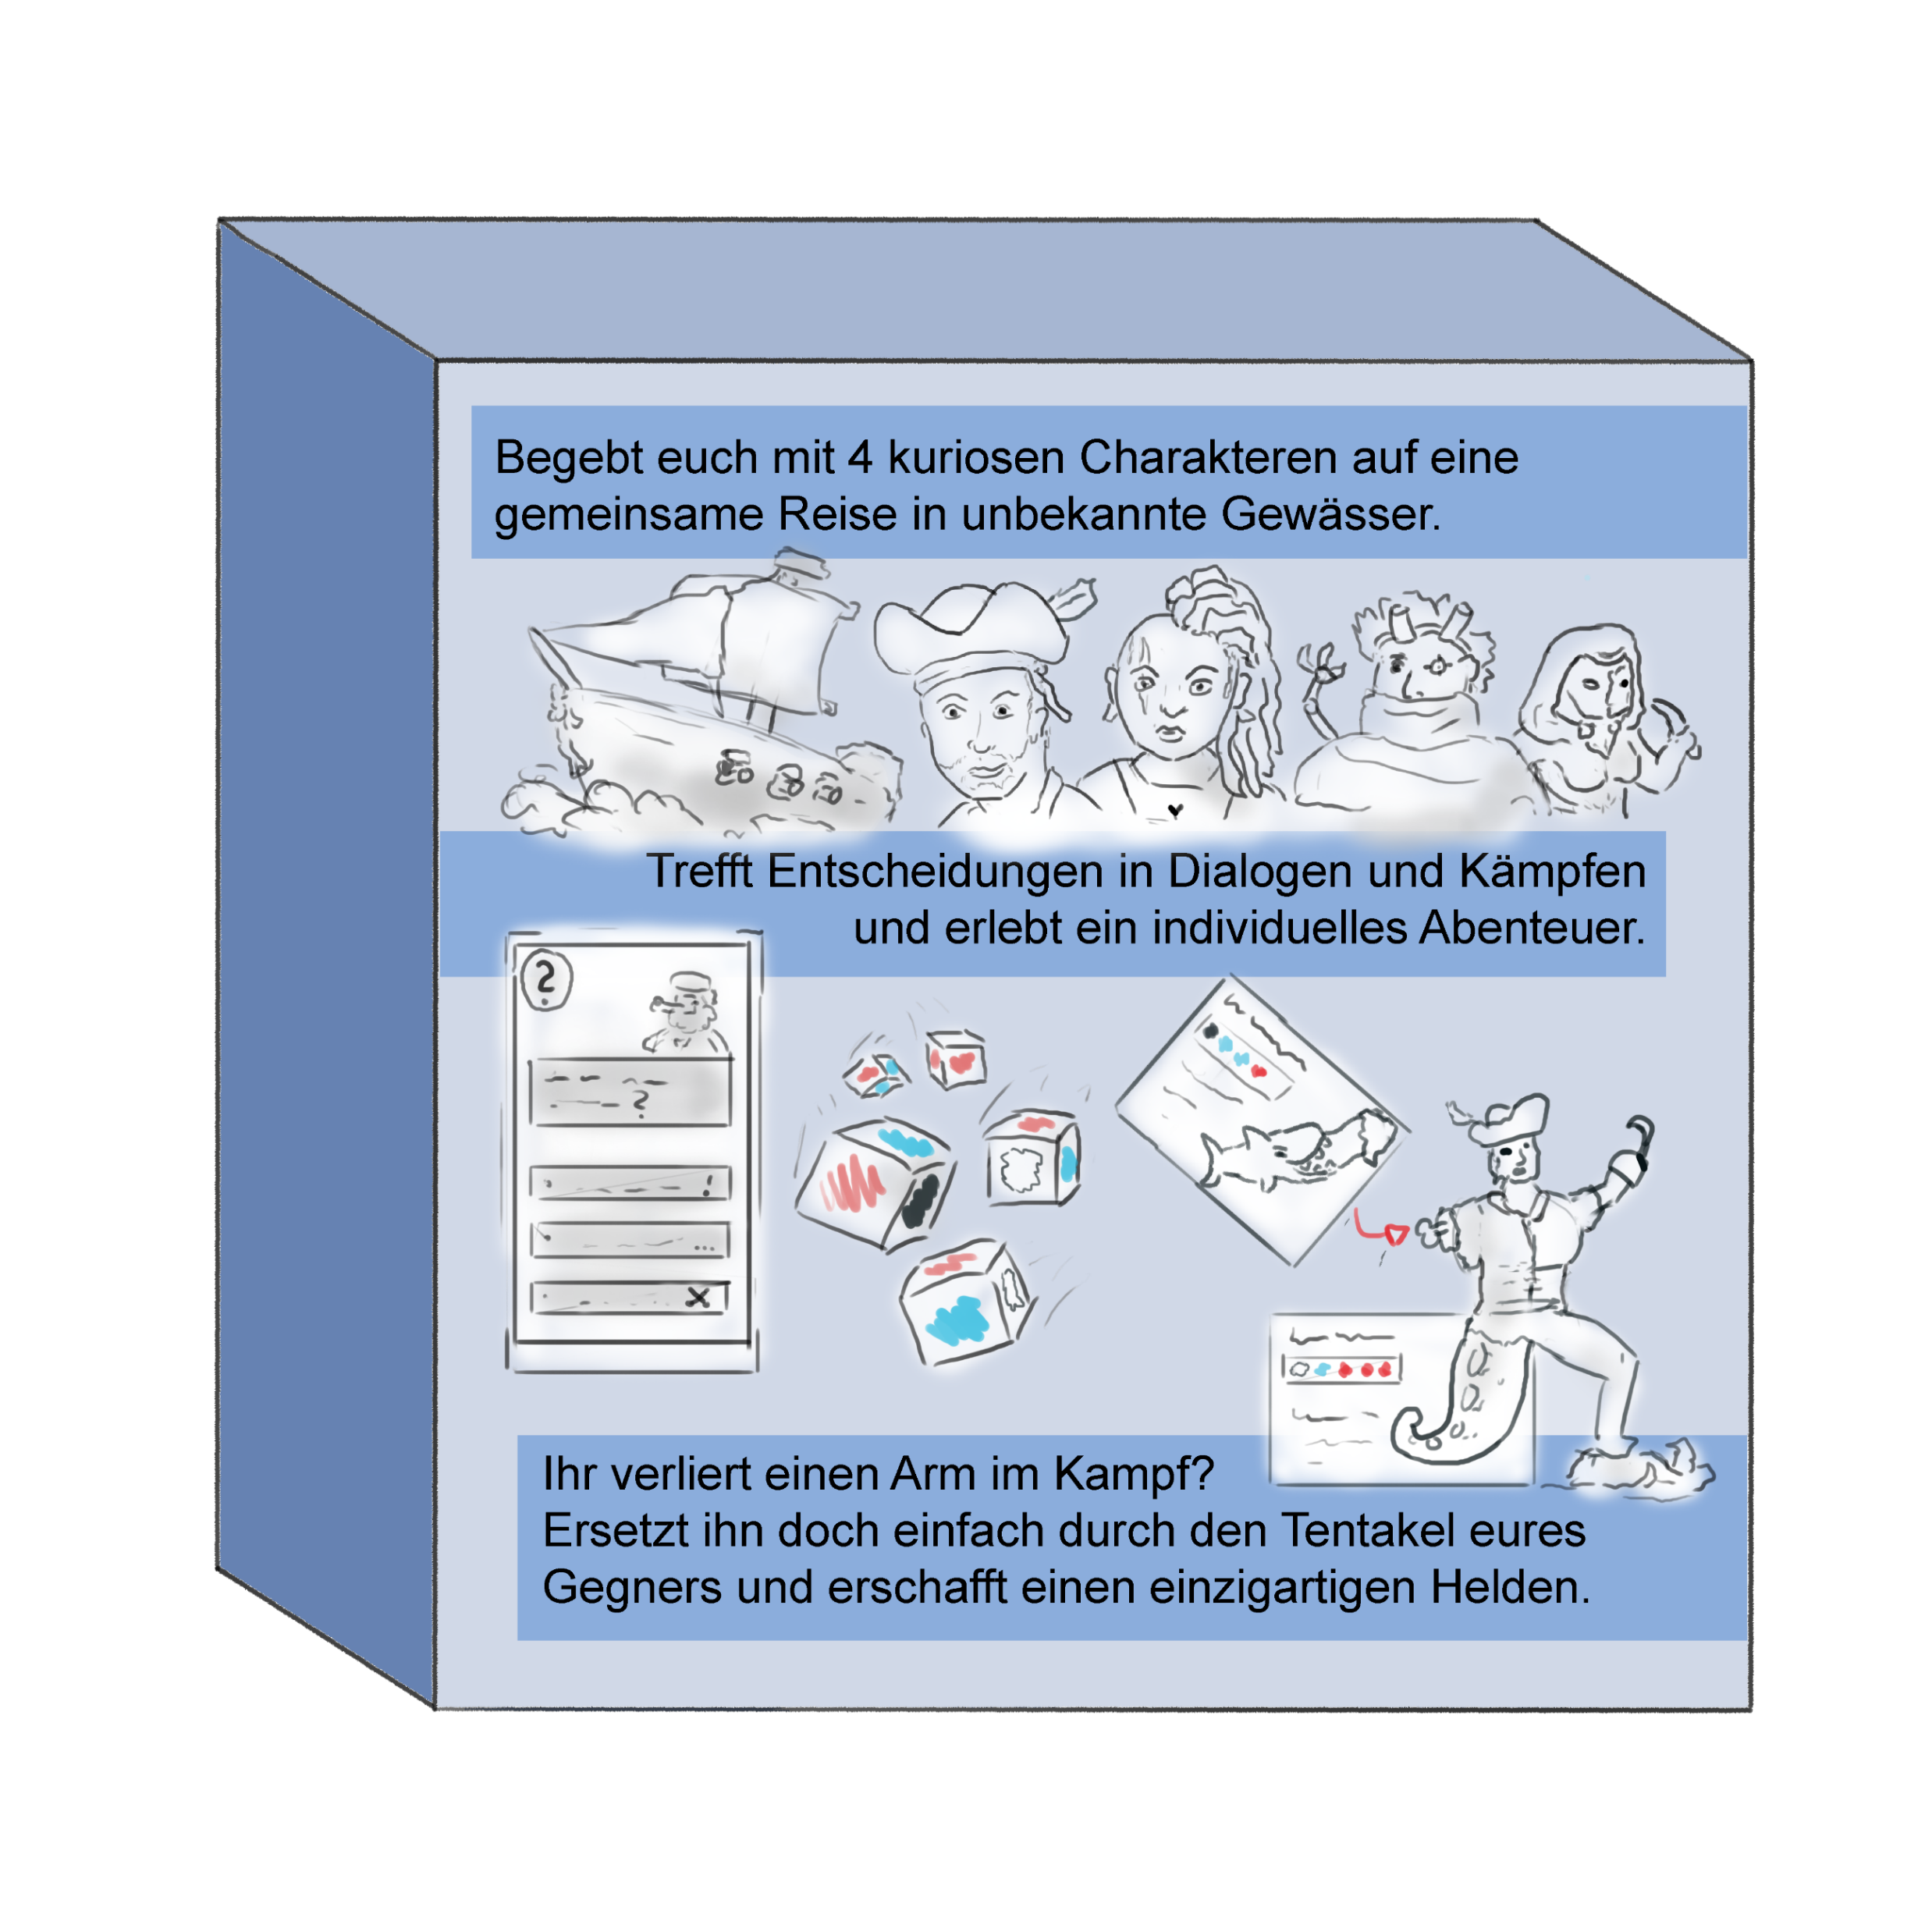 Begebt euch mit 4 kuriosen Charakteren auf eine
gemeinsame Reise in unbekannte Gewässer.
Trefft Entscheidungen in Dialogen und Kämpfen
und erlebt ein individuelles Abenteuer.
?
?
!
...
x
Ihr verliert einen Arm im Kampf?
Ersetzt ihn doch einfach durch den Tentakel eures
Gegners und erschafft einen einzigartigen Helden.